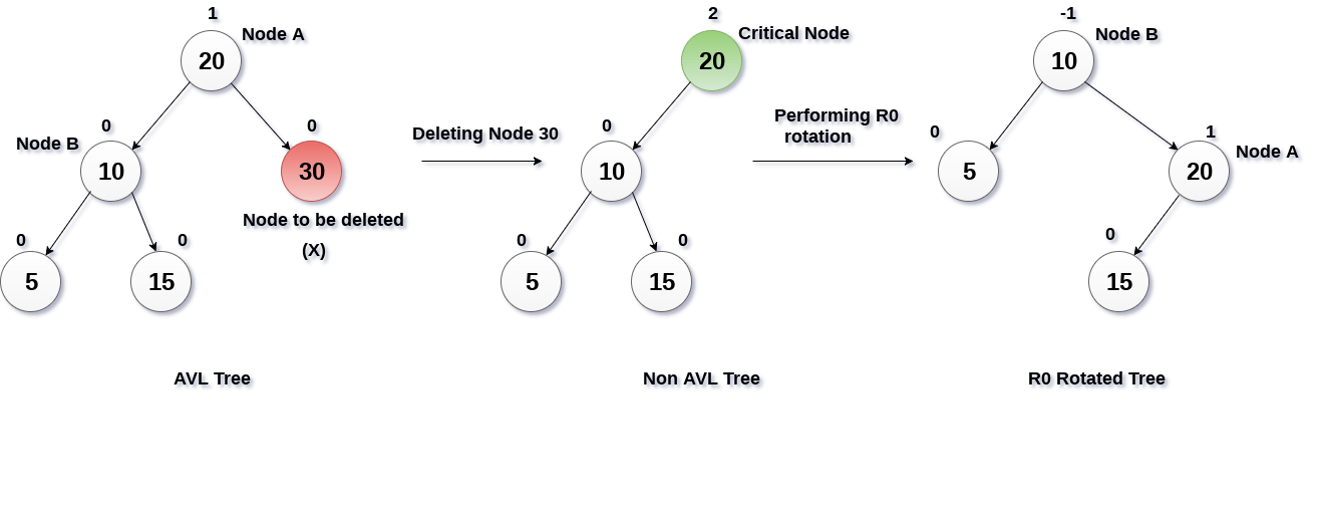 1
Node A
20
0
Node B
10
0
30
Node to be deleted
(X)
0
5
0
15
AVL Tree
Deleting Node 30
2
Critical Node
20
0
10
0
5
0
15
Non AVL Tree
Performing R0
rotation
-1
Node B
10
0
5
1
Node A
20
0
15
R0 Rotated Tree